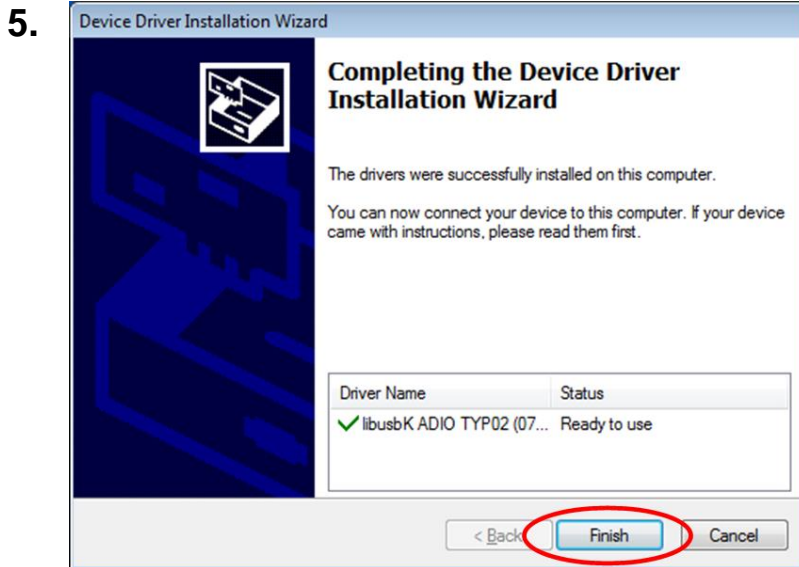 5.
Device Driver Installation Wizard
Completing the Device Driver
Installation Wizard
The drivers were successfully installed on this computer.
You can now connect your device to this computer. If your device
came with instructions, please read them first.
Driver Name Status
libusbK ADIO TYP02 (07... Ready to use
< Back Finish Cancel